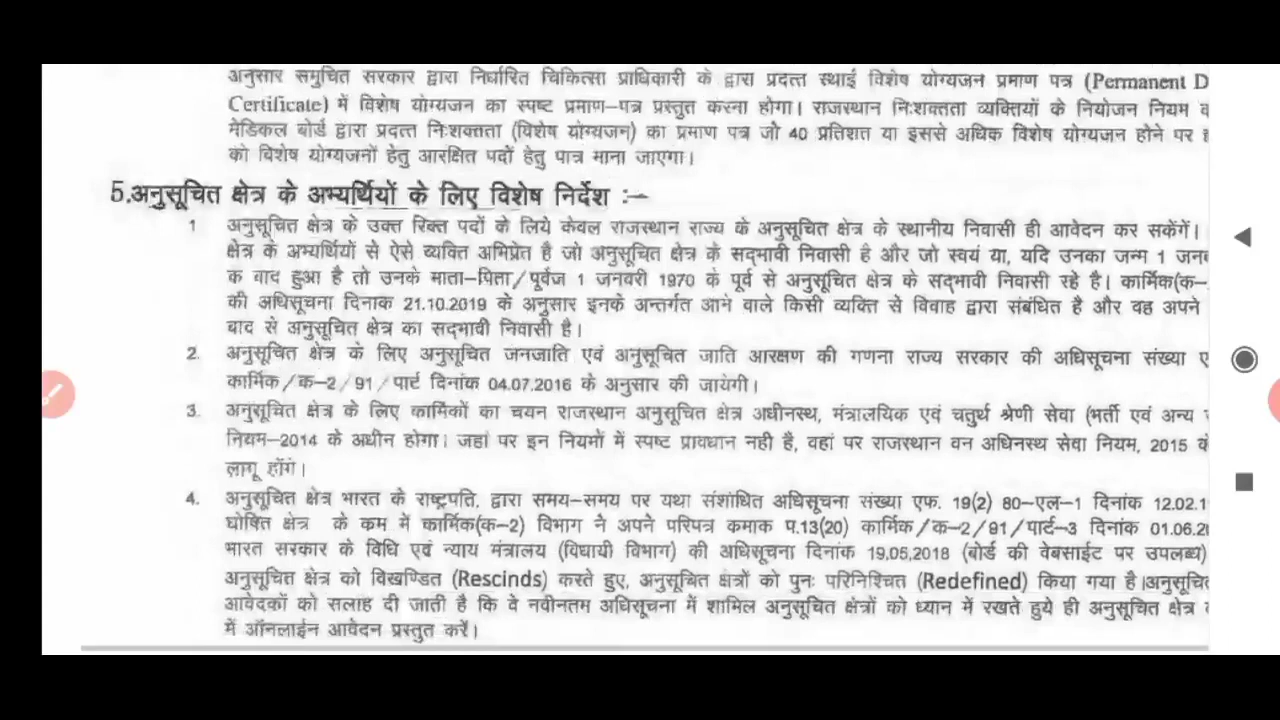 अनुसार समुचित सरकार द्वारा निर्धारित चिकित्सा प्राधिकारी के द्वारा प्रदत्त स्थाई विशेष योग्यजन प्रमाण पत्र (Permanent D
Certificate) में विशेष योग्यजन का स्पष्ट प्रमाण–पत्र प्रस्तुत करना होगा। राजस्थान निःशक्तता व्यक्तियों के नियोजन नियम
मेडिकल बोर्ड द्वारा प्रदत्त निःशक्तता (विशेष योग्यजन) का प्रमाण पत्र जो 40 प्रतिशत या इससे अधिक विशेष योग्यजन होने पर
को विशेष योग्यजनों हेतु आरक्षित पदों हेतु पात्र माना जाएगा।
5.अनुसूचित क्षेत्र के अभ्यर्थियों के लिए विशेष निर्देश :–
1 अनुसूचित क्षेत्र के उक्त रिक्त पदों के लिये केवल राजस्थान राज्य के अनुसूचित क्षेत्र के स्थानीय निवासी ही आवेदन कर सकेंगें।
क्षेत्र के अभ्यर्थियों से ऐसे व्यक्ति अभिप्रेत है जो अनुसूचित क्षेत्र के सद्भावी निवासी है और जो स्वयं या, यदि उनका जन्म 1
के बाद हुआ है तो उनके माता–पिता/पूर्वज 1 जनवरी 1970 के पूर्व से अनुसूचित क्षेत्र के सद्भावी निवासी रहे है। कार्मिक(क–
की अधिसूचना दिनाक 21.10.2019 के अनुसार इनके अन्तर्गत आने वाले किसी व्यक्ति से विवाह द्वारा संबंधित है और वह अपने
बाद से अनुसूचित क्षेत्र का सद्भावी निवासी है।
2. अनुसूचित क्षेत्र के लिए अनुसूचित जनजाति एवं अनुसूचित जाति आरक्षण की गणना राज्य सरकार की अधिसूचना संख्या
कार्मिक/क–2/91/पार्ट दिनांक 04.07.2016 के अनुसार की जायेगी।
3. अनुसूचित क्षेत्र के लिए कार्मिकों का चयन राजस्थान अनुसूचित क्षेत्र अधीनस्थ, मंत्रालयिक एवं चतुर्थ श्रेणी सेवा (भर्ती एवं अन्य
नियम–2014 के अधीन होगा। जहां पर इन नियमों में स्पष्ट प्रावधान नही है, वहां पर राजस्थान वन अधिनस्थ सेवा नियम, 2015
लागू होंगे।
4. अनुसूचित क्षेत्र भारत के राष्ट्रपति, द्वारा समय–समय पर यथा संशोधित अधिसूचना संख्या एफ. 19(2) 80–एल–1 दिनांक 12.02.1
घोषित क्षेत्र के कम में कार्मिक(क–2) विभाग ने अपने परिपत्र कमाक प.13(20) कार्मिक/क–2/91/पार्ट–3 दिनांक 01.06.2
भारत सरकार के विधि एवं न्याय मंत्रालय (विधायी विभाग) की अधिसूचना दिनांक 19.05.2018 (बोर्ड की वेबसाईट पर उपलब्ध)
अनुसूचित क्षेत्र को विखण्डित (Rescinds) करते हुए, अनुसूचित क्षेत्रों को पुनः परिनिश्चित (Redefined) किया गया है।अनुसूचि
आवेदकों को सलाह दी जाती है कि वे नवीनतम अधिसूचना में शामिल अनुसूचित क्षेत्रों को ध्यान में रखते हुये ही अनुसूचित क्षेत्र
में ऑनलाईन आवेदन प्रस्तुत करें।